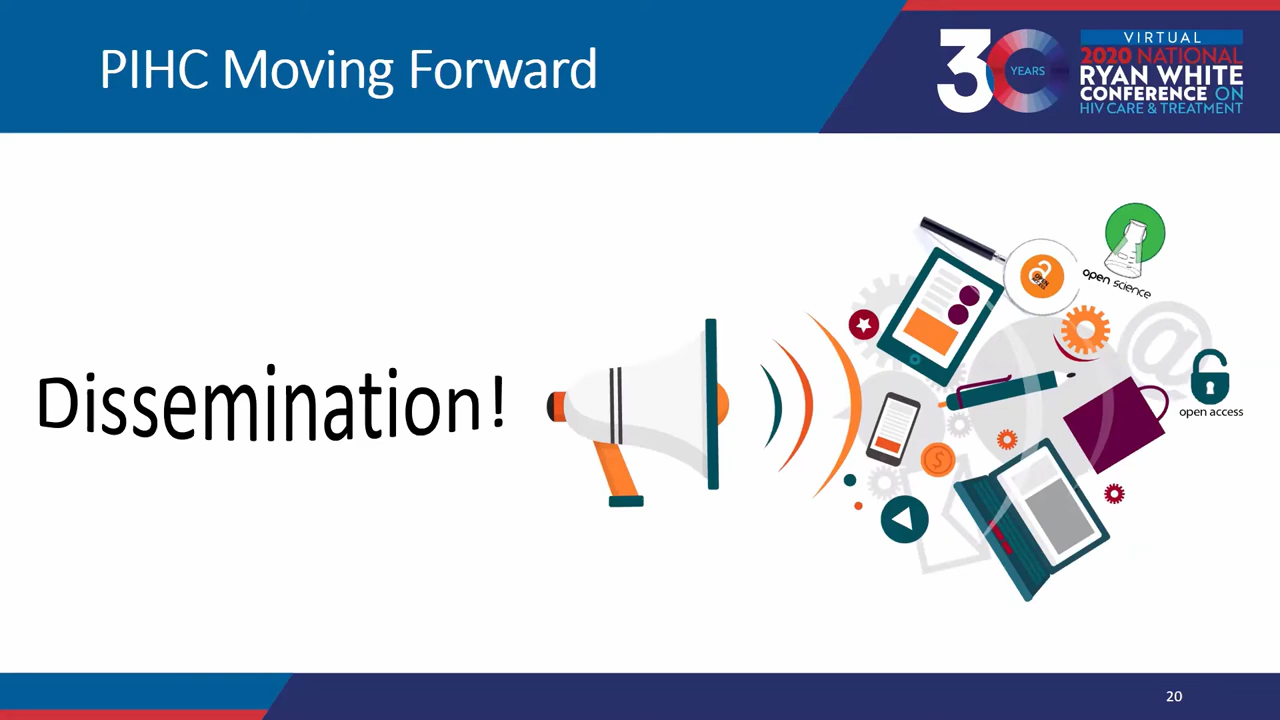 PIHC Moving Forward
30 YEARS
VIRTUAL
2020 NATIONAL
RYAN WHITE
CONFERENCE ON
HIV CARE & TREATMENT
Dissemination!
open science
open access
20